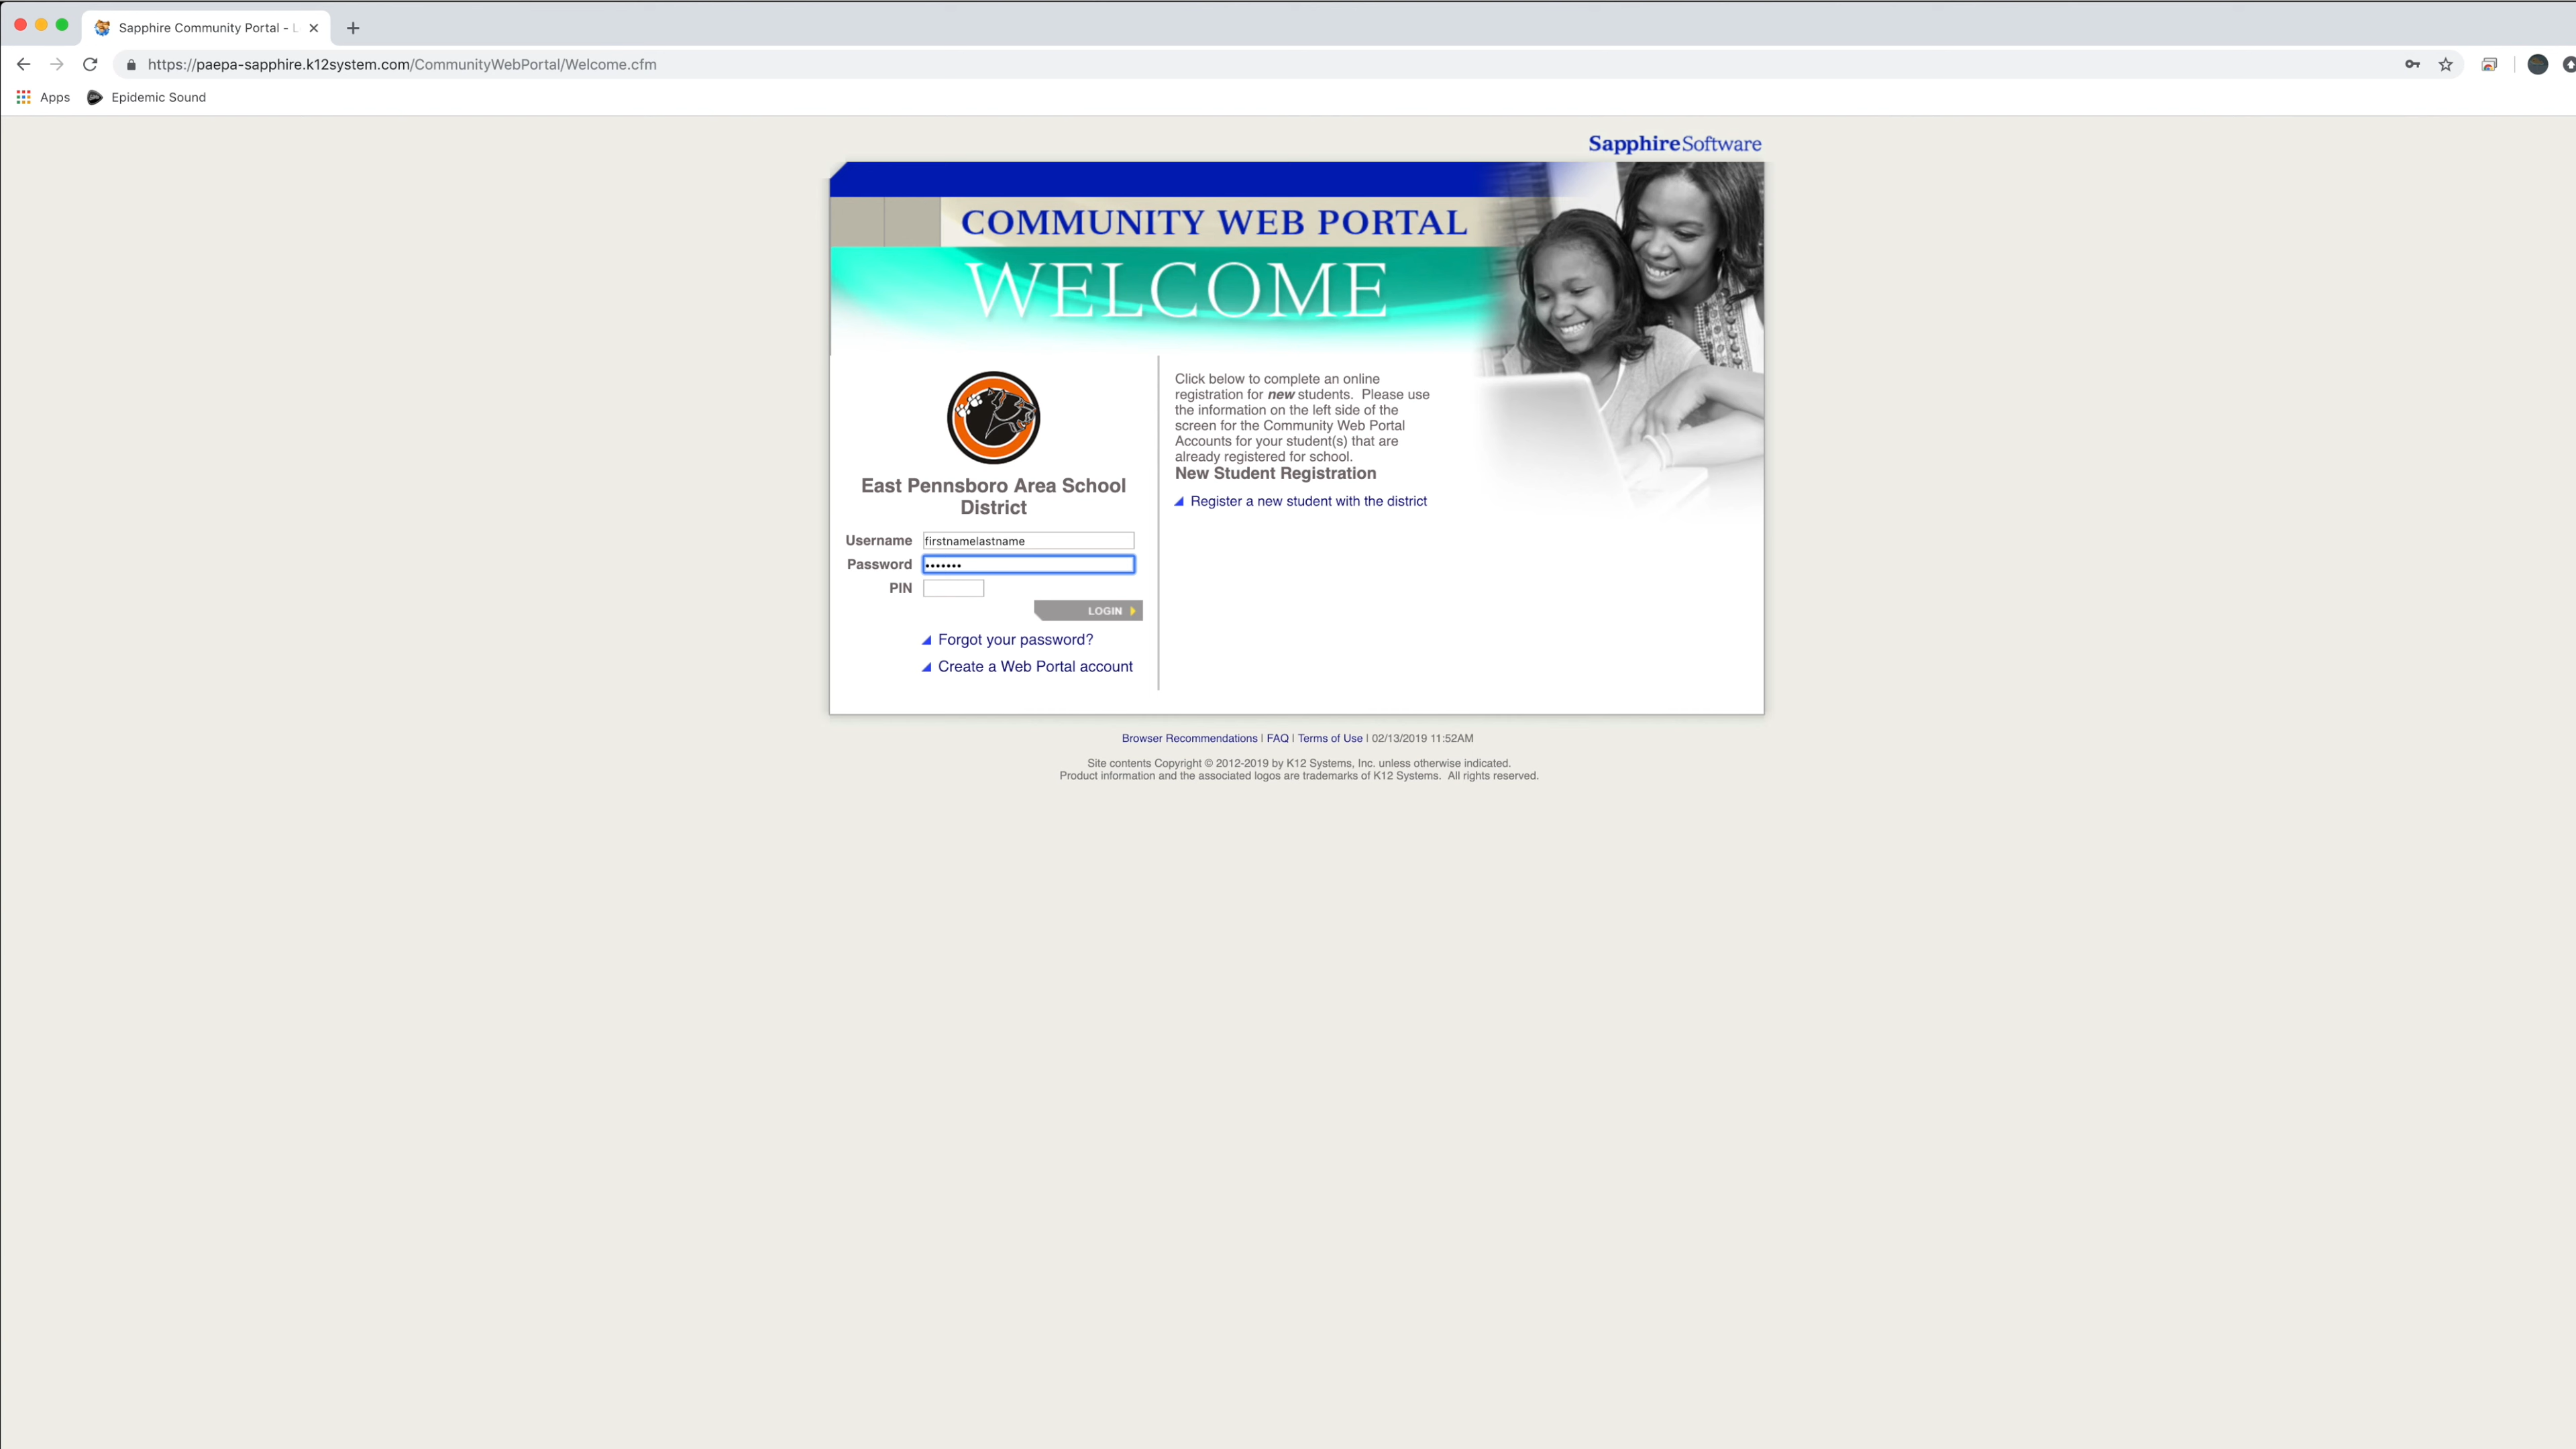 Sapphire Community Portal - L
https://paepa-sapphire.k12system.com/CommunityWebPortal/Welcome.cfm
Apps
Epidemic Sound
SapphireSoftware
COMMUNITY WEB PORTAL
WELCOME
East Pennsboro Area School
District
Username firstnamelastname
Password •••••••
PIN
LOGIN
Forgot your password?
Create a Web Portal account
Click below to complete an online
registration for new students. Please use
the information on the left side of the
screen for the Community Web Portal
Accounts for your student(s) that are
already registered for school.
New Student Registration
Register a new student with the district
Browser Recommendations | FAQ | Terms of Use | 02/13/2019 11:52AM
Site contents Copyright © 2012-2019 by K12 Systems, Inc. unless otherwise indicated.
Product information and the associated logos are trademarks of K12 Systems. All rights reserved.